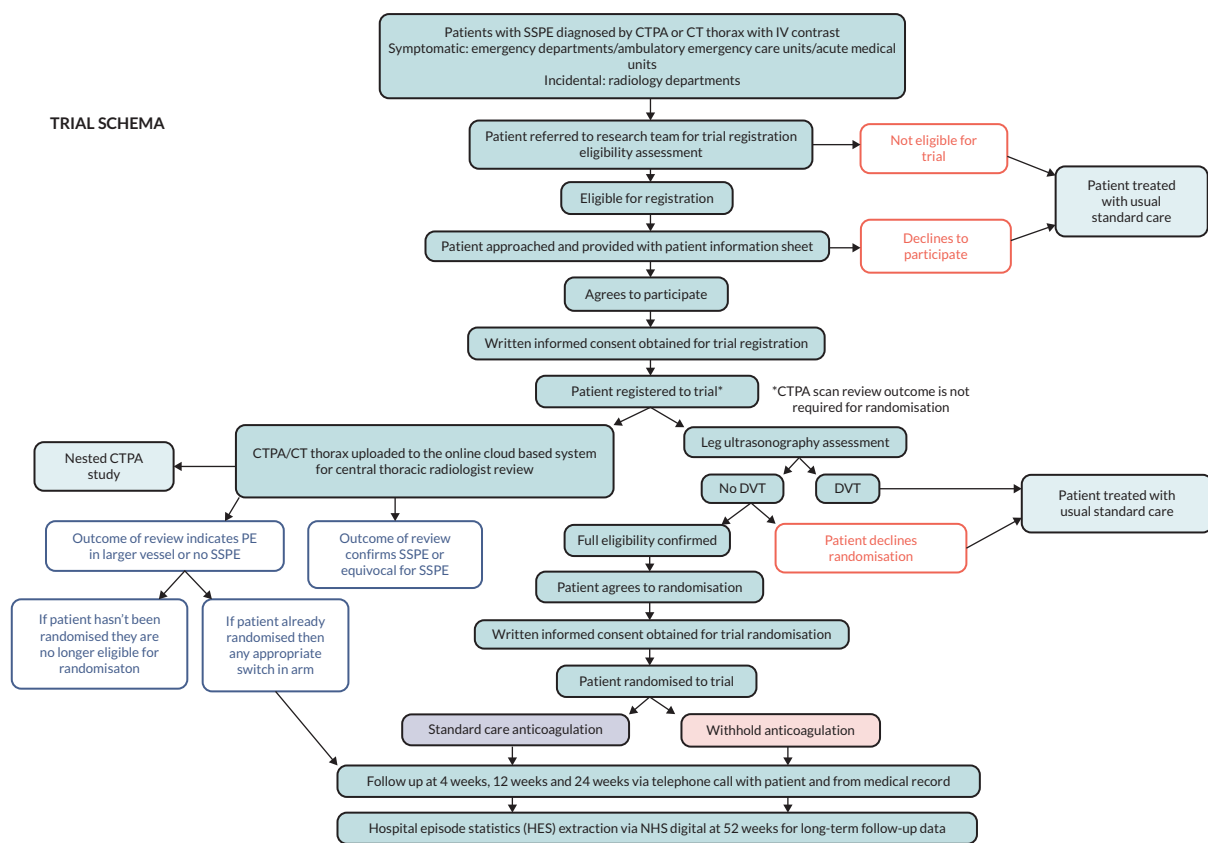 Patients with SSPE diagnosed by CTPA or CT thorax with IV contrast
Symptomatic: emergency departments/ambulatory emergency care units/acute medical
units
Incidental: radiology departments
TRIAL SCHEMA
Patient referred to research team for trial registration
eligibility assessment
Not eligible for
trial
Patient treated
with usual
standard care
Eligible for registration
Patient approached and provided with patient information sheet
Declines to
participate
Agrees to participate
Written informed consent obtained for trial registration
Patient registered to trial*
*CTPA scan review outcome is not
required for randomisation
Nested CTPA
study
CTPA/CT thorax uploaded to the online cloud based system
for central thoracic radiologist review
Leg ultrasonography assessment
No DVT
DVT
Patient treated with
usual standard care
Outcome of review indicates PE
in larger vessel or no SSPE
Outcome of review
confirms SSPE or
equivocal for SSPE
Full eligibility confirmed
Patient declines
randomisation
Patient agrees to randomisation
If patient hasn't been
randomised they are
no longer eligible for
randomisaton
If patient already
randomised then
any appropriate
switch in arm
Written informed consent obtained for trial randomisation
Patient randomised to trial
Standard care anticoagulation
Withhold anticoagulation
Follow up at 4 weeks, 12 weeks and 24 weeks via telephone call with patient and from medical record
Hospital episode statistics (HES) extraction via NHS digital at 52 weeks for long-term follow-up data